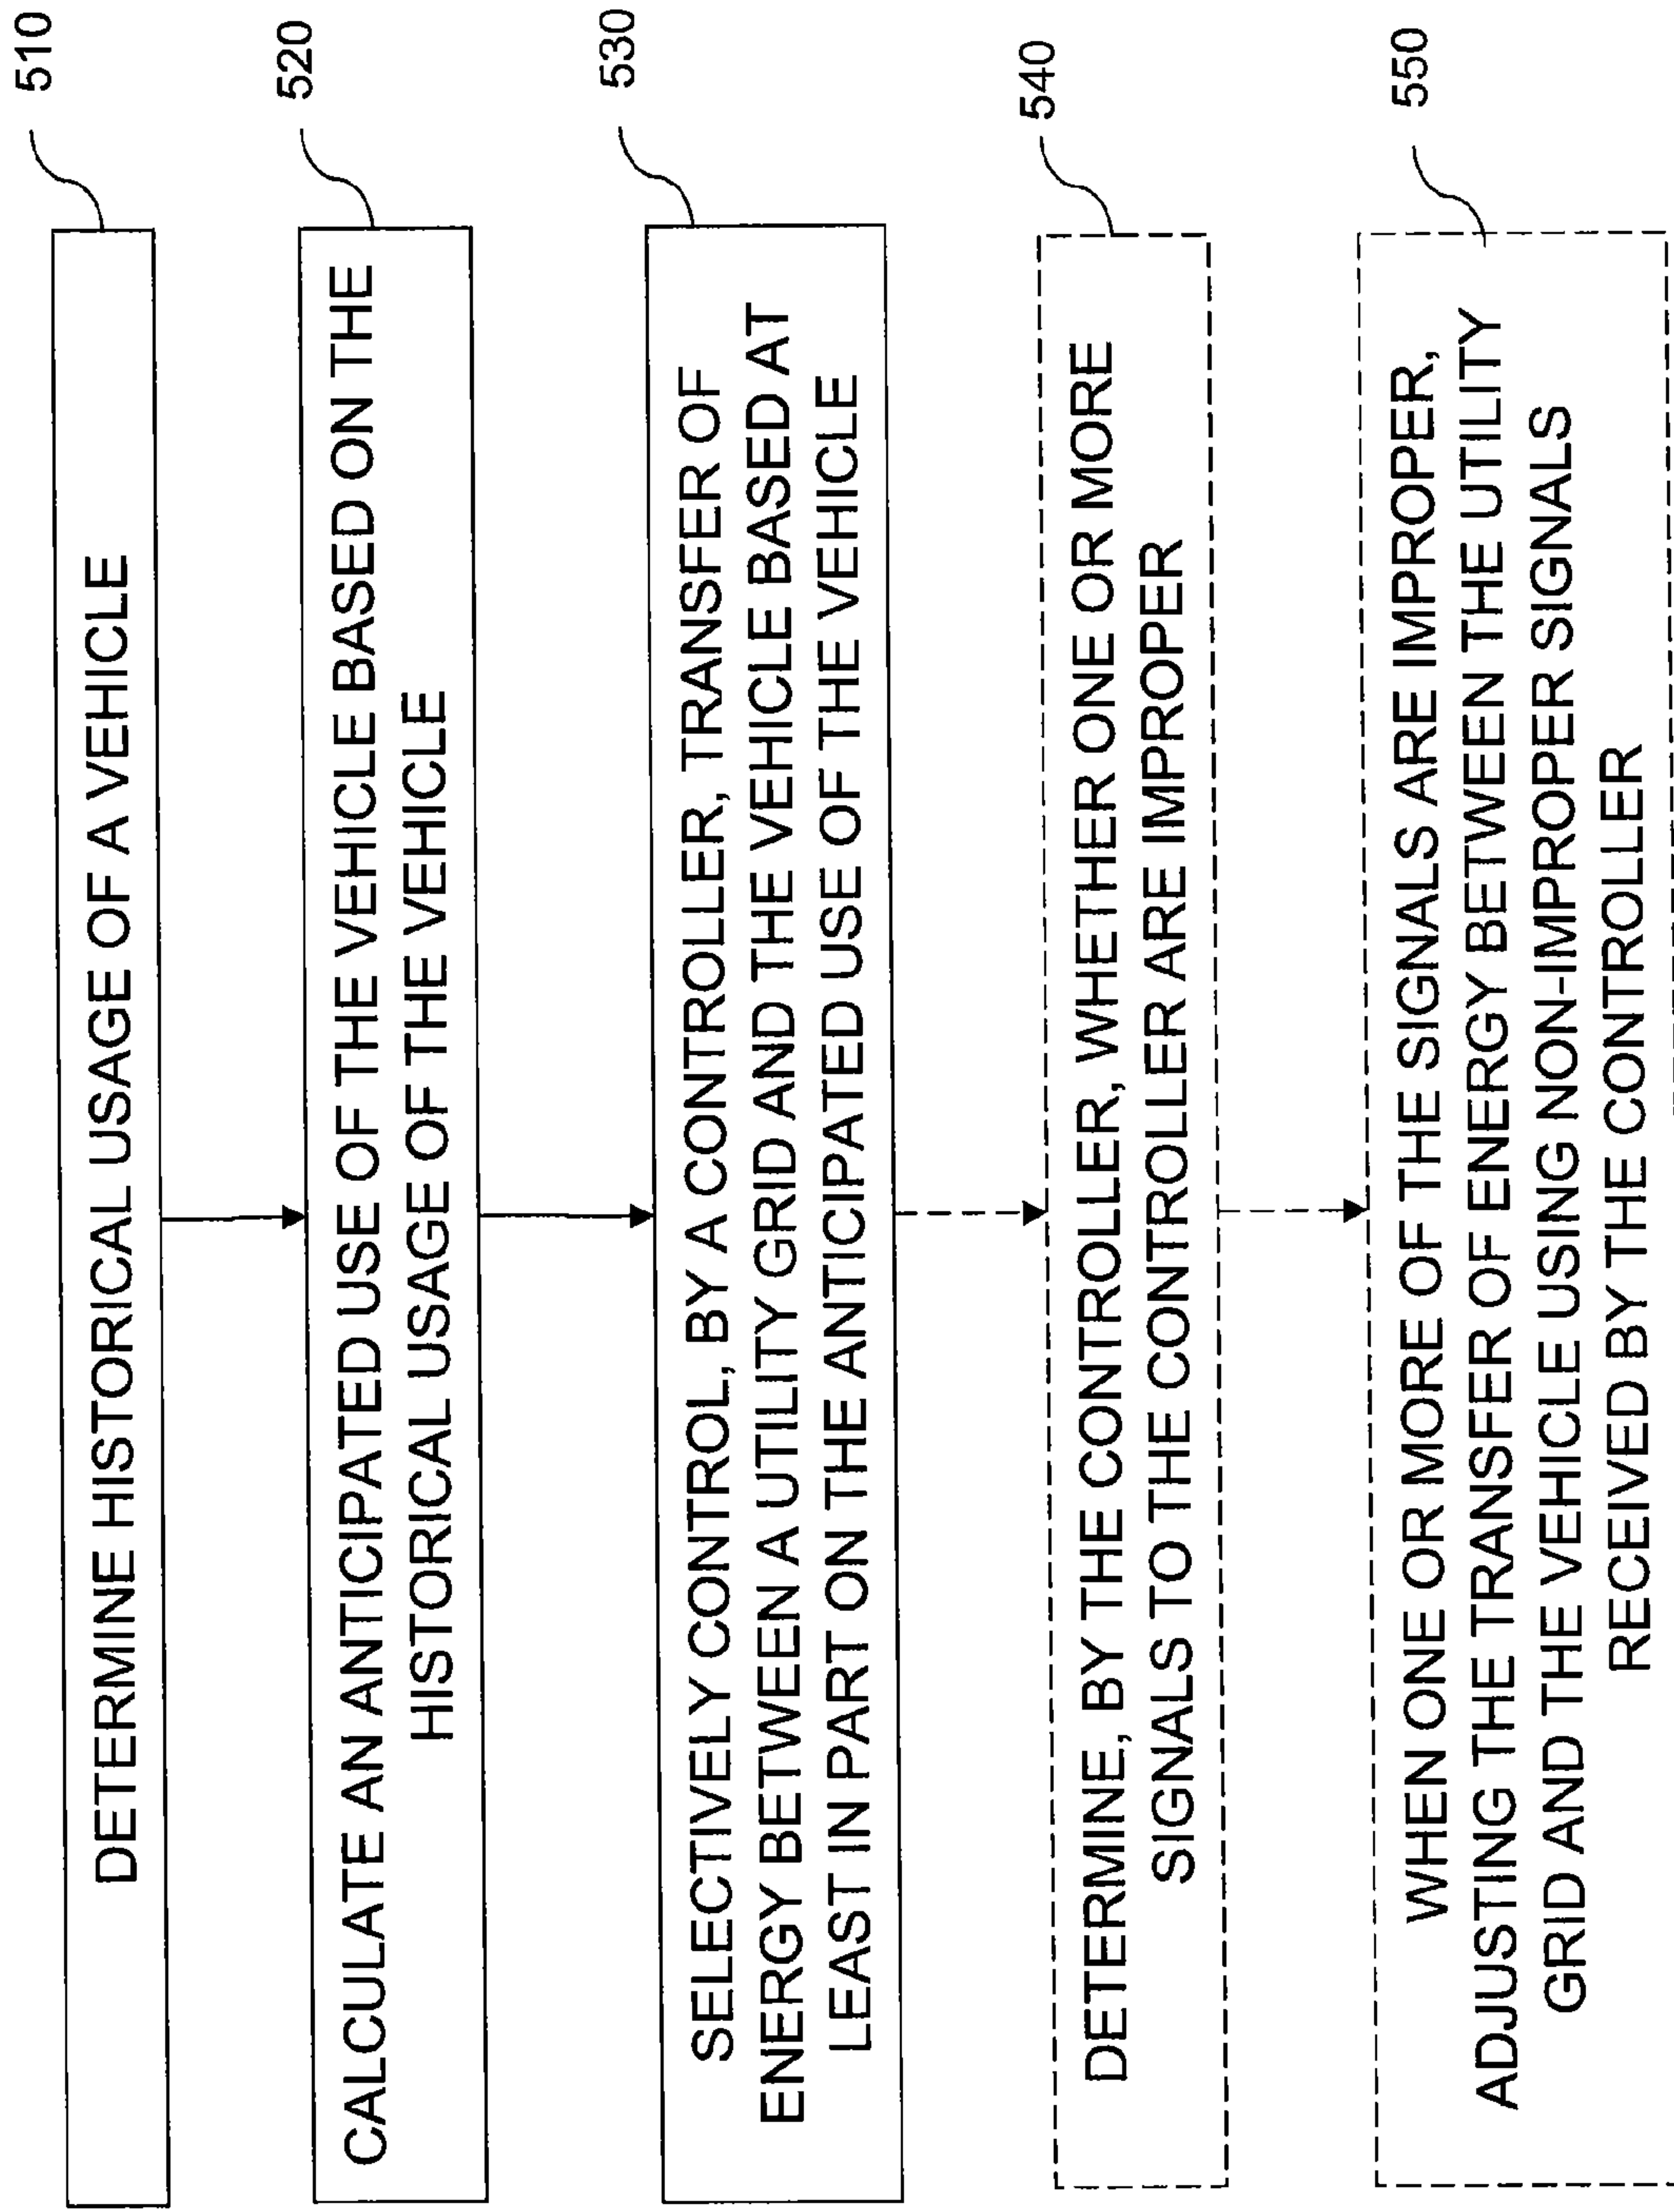 510
DETERMINE HISTORICAL USAGE OF A VEHICLE
520
CALCULATE AN ANTICIPATED USE OF THE VEHICLE BASED ON THE
HISTORICAL USAGE OF THE VEHICLE
530
SELECTIVELY CONTROL, BY A CONTROLLER, TRANSFER OF
ENERGY BETWEEN A UTILITY GRID AND THE VEHICLE BASED AT
LEAST IN PART ON THE ANTICIPATED USE OF THE VEHICLE
540
DETERMINE, BY THE CONTROLLER, WHETHER ONE OR MORE
SIGNALS TO THE CONTROLLER ARE IMPROPER
550
WHEN ONE OR MORE OF THE SIGNALS ARE IMPROPER,
ADJUSTING THE TRANSFER OF ENERGY BETWEEN THE UTILITY
GRID AND THE VEHICLE USING NON-IMPROPER SIGNALS
RECEIVED BY THE CONTROLLER